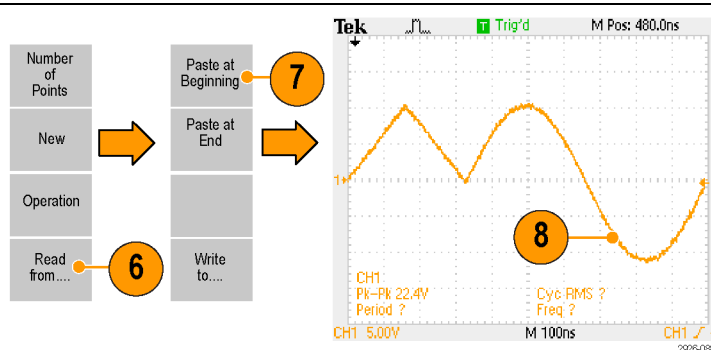 Number
of
Points
New
Operation
Read
from....
6
Paste at
Beginning
7
Paste at
End
Write
to....
Tek
T Trig'd
M Pos: 480.0ns
1
8
CH1
Pk-Pk 22.4V
Period ?
Cyc RMS ?
Freq ?
CH1 5.00V
M 100ns
CH1